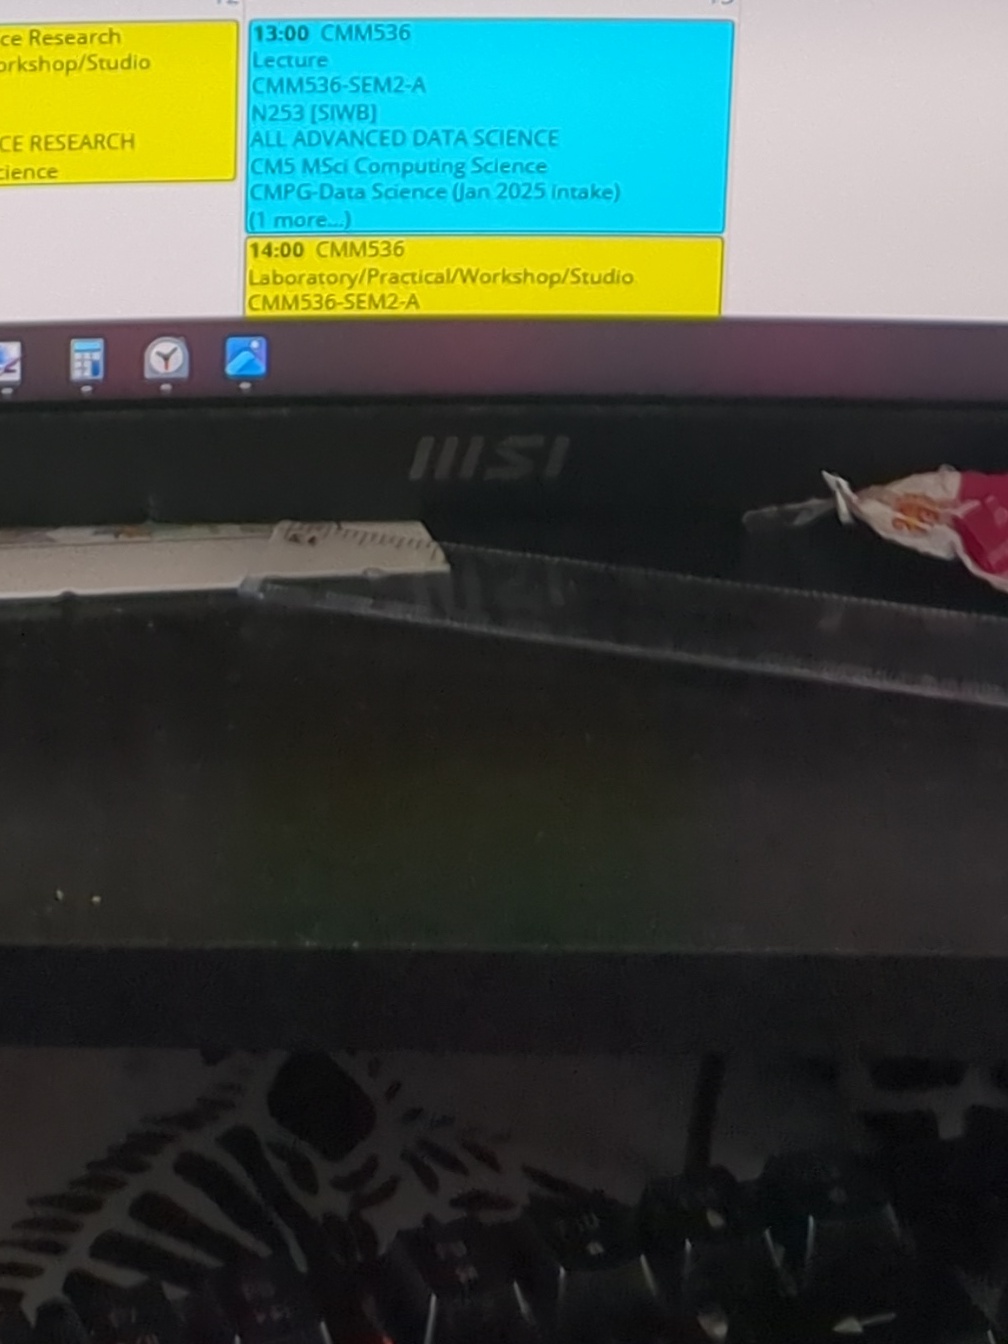 ce Research
orkshop/Studio
CE RESEARCH
cience
13:00 CMM536
Lecture
CMM536-SEM2-A
N253 [SIWB]
ALL ADVANCED DATA SCIENCE
CM5 MSci Computing Science
CMPG-Data Science (Jan 2025 intake)
(1 more...)
14:00 CMM536
Laboratory/Practical/Workshop/Studio
CMM536-SEM2-A
msi